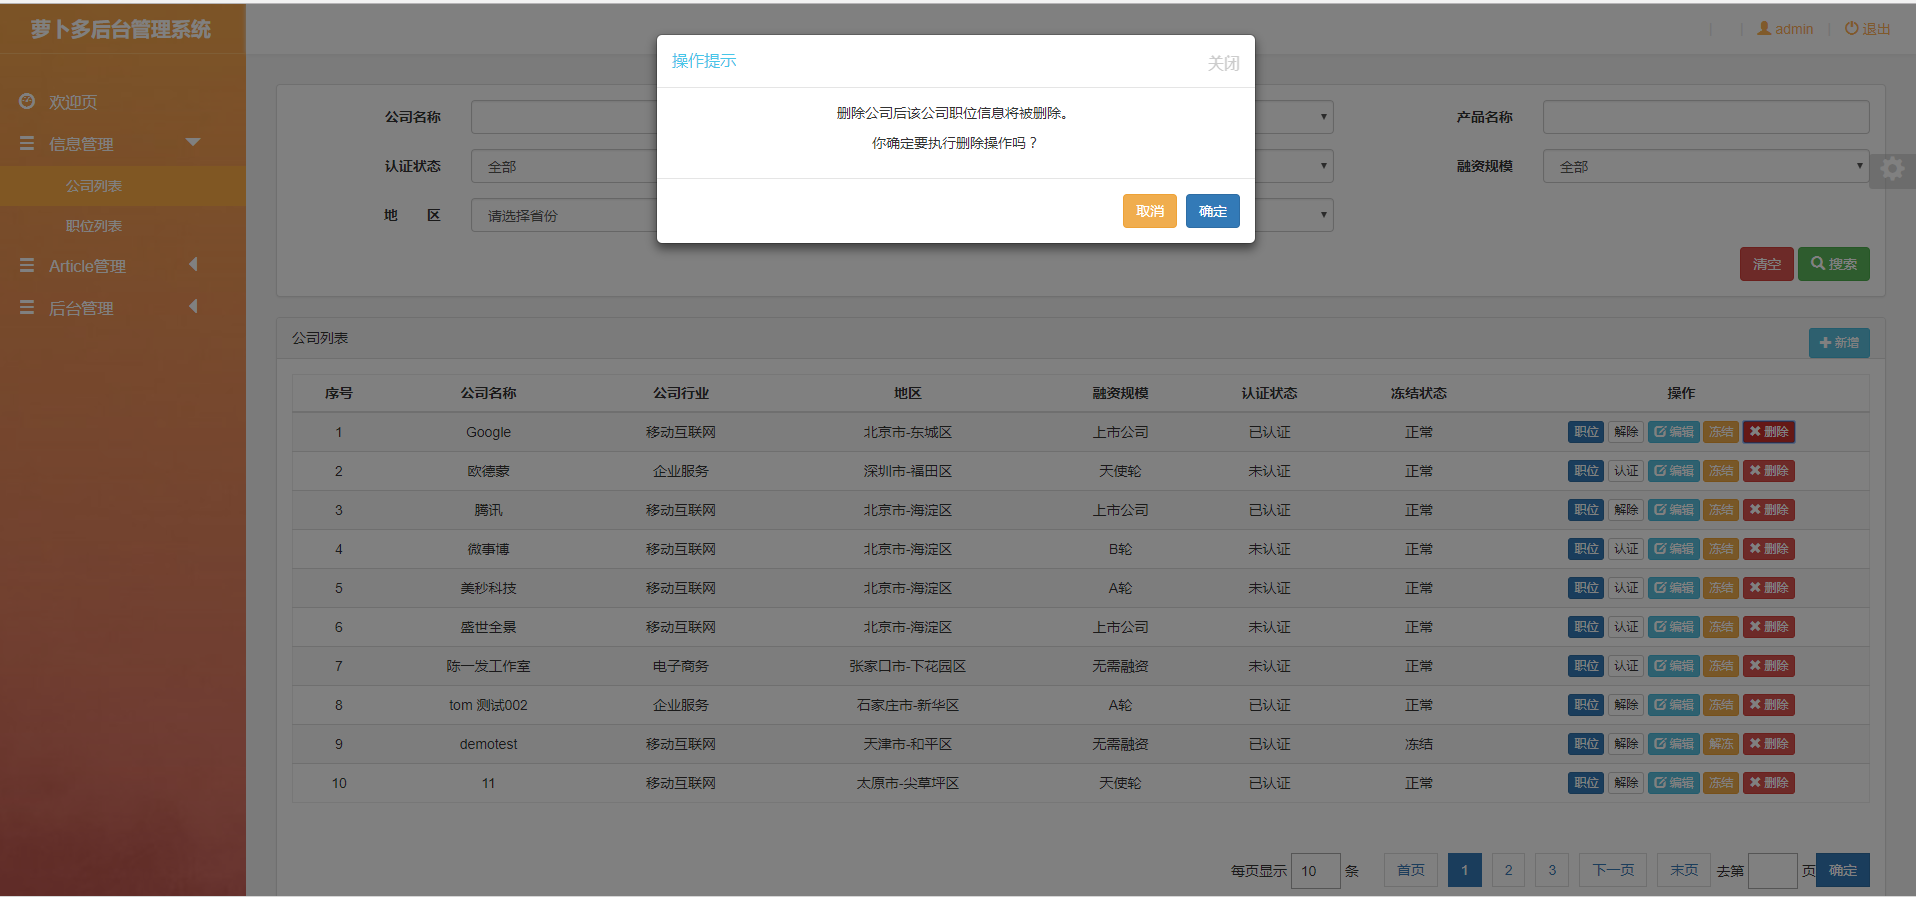 萝卜多后台管理系统
admin
退出
欢迎页
信息管理
公司列表
职位列表
Article管理
后台管理
操作提示 关闭
删除公司后该公司职位信息将被删除。
你确定要执行删除操作吗？
取消 确定
公司名称 产品名称
认证状态 全部 融资规模 全部
地 区 请选择省份
清空 搜索
公司列表 新增
序号 公司名称 公司行业 地区 融资规模 认证状态 冻结状态 操作
1 Google 移动互联网 北京市-东城区 上市公司 已认证 正常 职位 解除 编辑 冻结 删除
2 欧德蒙 企业服务 深圳市-福田区 天使轮 未认证 正常 职位 认证 编辑 冻结 删除
3 腾讯 移动互联网 北京市-海淀区 上市公司 已认证 正常 职位 解除 编辑 冻结 删除
4 微事博 移动互联网 北京市-海淀区 B轮 未认证 正常 职位 认证 编辑 冻结 删除
5 美秒科技 移动互联网 北京市-海淀区 A轮 未认证 正常 职位 认证 编辑 冻结 删除
6 盛世全景 移动互联网 北京市-海淀区 上市公司 未认证 正常 职位 认证 编辑 冻结 删除
7 陈一发工作室 电子商务 张家口市-下花园区 无需融资 未认证 正常 职位 认证 编辑 冻结 删除
8 tom 测试002 企业服务 石家庄市-新华区 A轮 已认证 正常 职位 解除 编辑 冻结 删除
9 demotest 移动互联网 天津市-和平区 无需融资 已认证 冻结 职位 解除 编辑 解冻 删除
10 11 移动互联网 太原市-尖草坪区 天使轮 已认证 正常 职位 解除 编辑 冻结 删除
每页显示 10 条 首页 1 2 3 下一页 末页 去第 页 确定